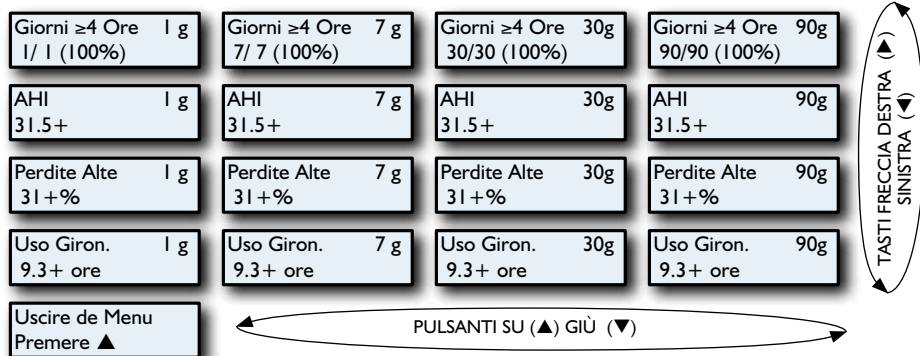 Giorni ≥4 Ore 1 g
1/ 1 (100%)
Giorni ≥4 Ore 7 g
7/ 7 (100%)
Giorni ≥4 Ore 30g
30/30 (100%)
Giorni ≥4 Ore 90g
90/90 (100%)
AHI 1 g
31.5+
AHI 7 g
31.5+
AHI 30g
31.5+
AHI 90g
31.5+
Perdite Alte 1 g
31+%
Perdite Alte 7 g
31+%
Perdite Alte 30g
31+%
Perdite Alte 90g
31+%
Uso Giron. 1 g
9.3+ ore
Uso Giron. 7 g
9.3+ ore
Uso Giron. 30g
9.3+ ore
Uso Giron. 90g
9.3+ ore
Uscire de Menu
Premere ▲
PULSANTI SU (▲) GIÙ (▼)
TASTI FRECCIA DESTRA (▲)
SINISTRA (▼)